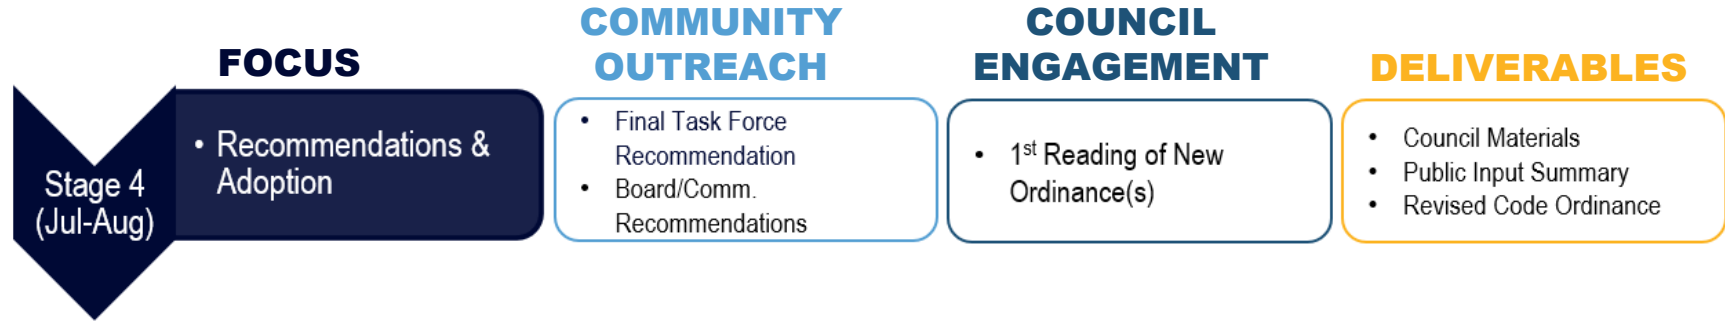 FOCUS
COMMUNITY
OUTREACH
COUNCIL
ENGAGEMENT
DELIVERABLES
Stage 4
(Jul-Aug)
• Recommendations &
Adoption
• Final Task Force
Recommendation
• Board/Comm.
Recommendations
• 1st Reading of New
Ordinance(s)
• Council Materials
• Public Input Summary
• Revised Code Ordinance